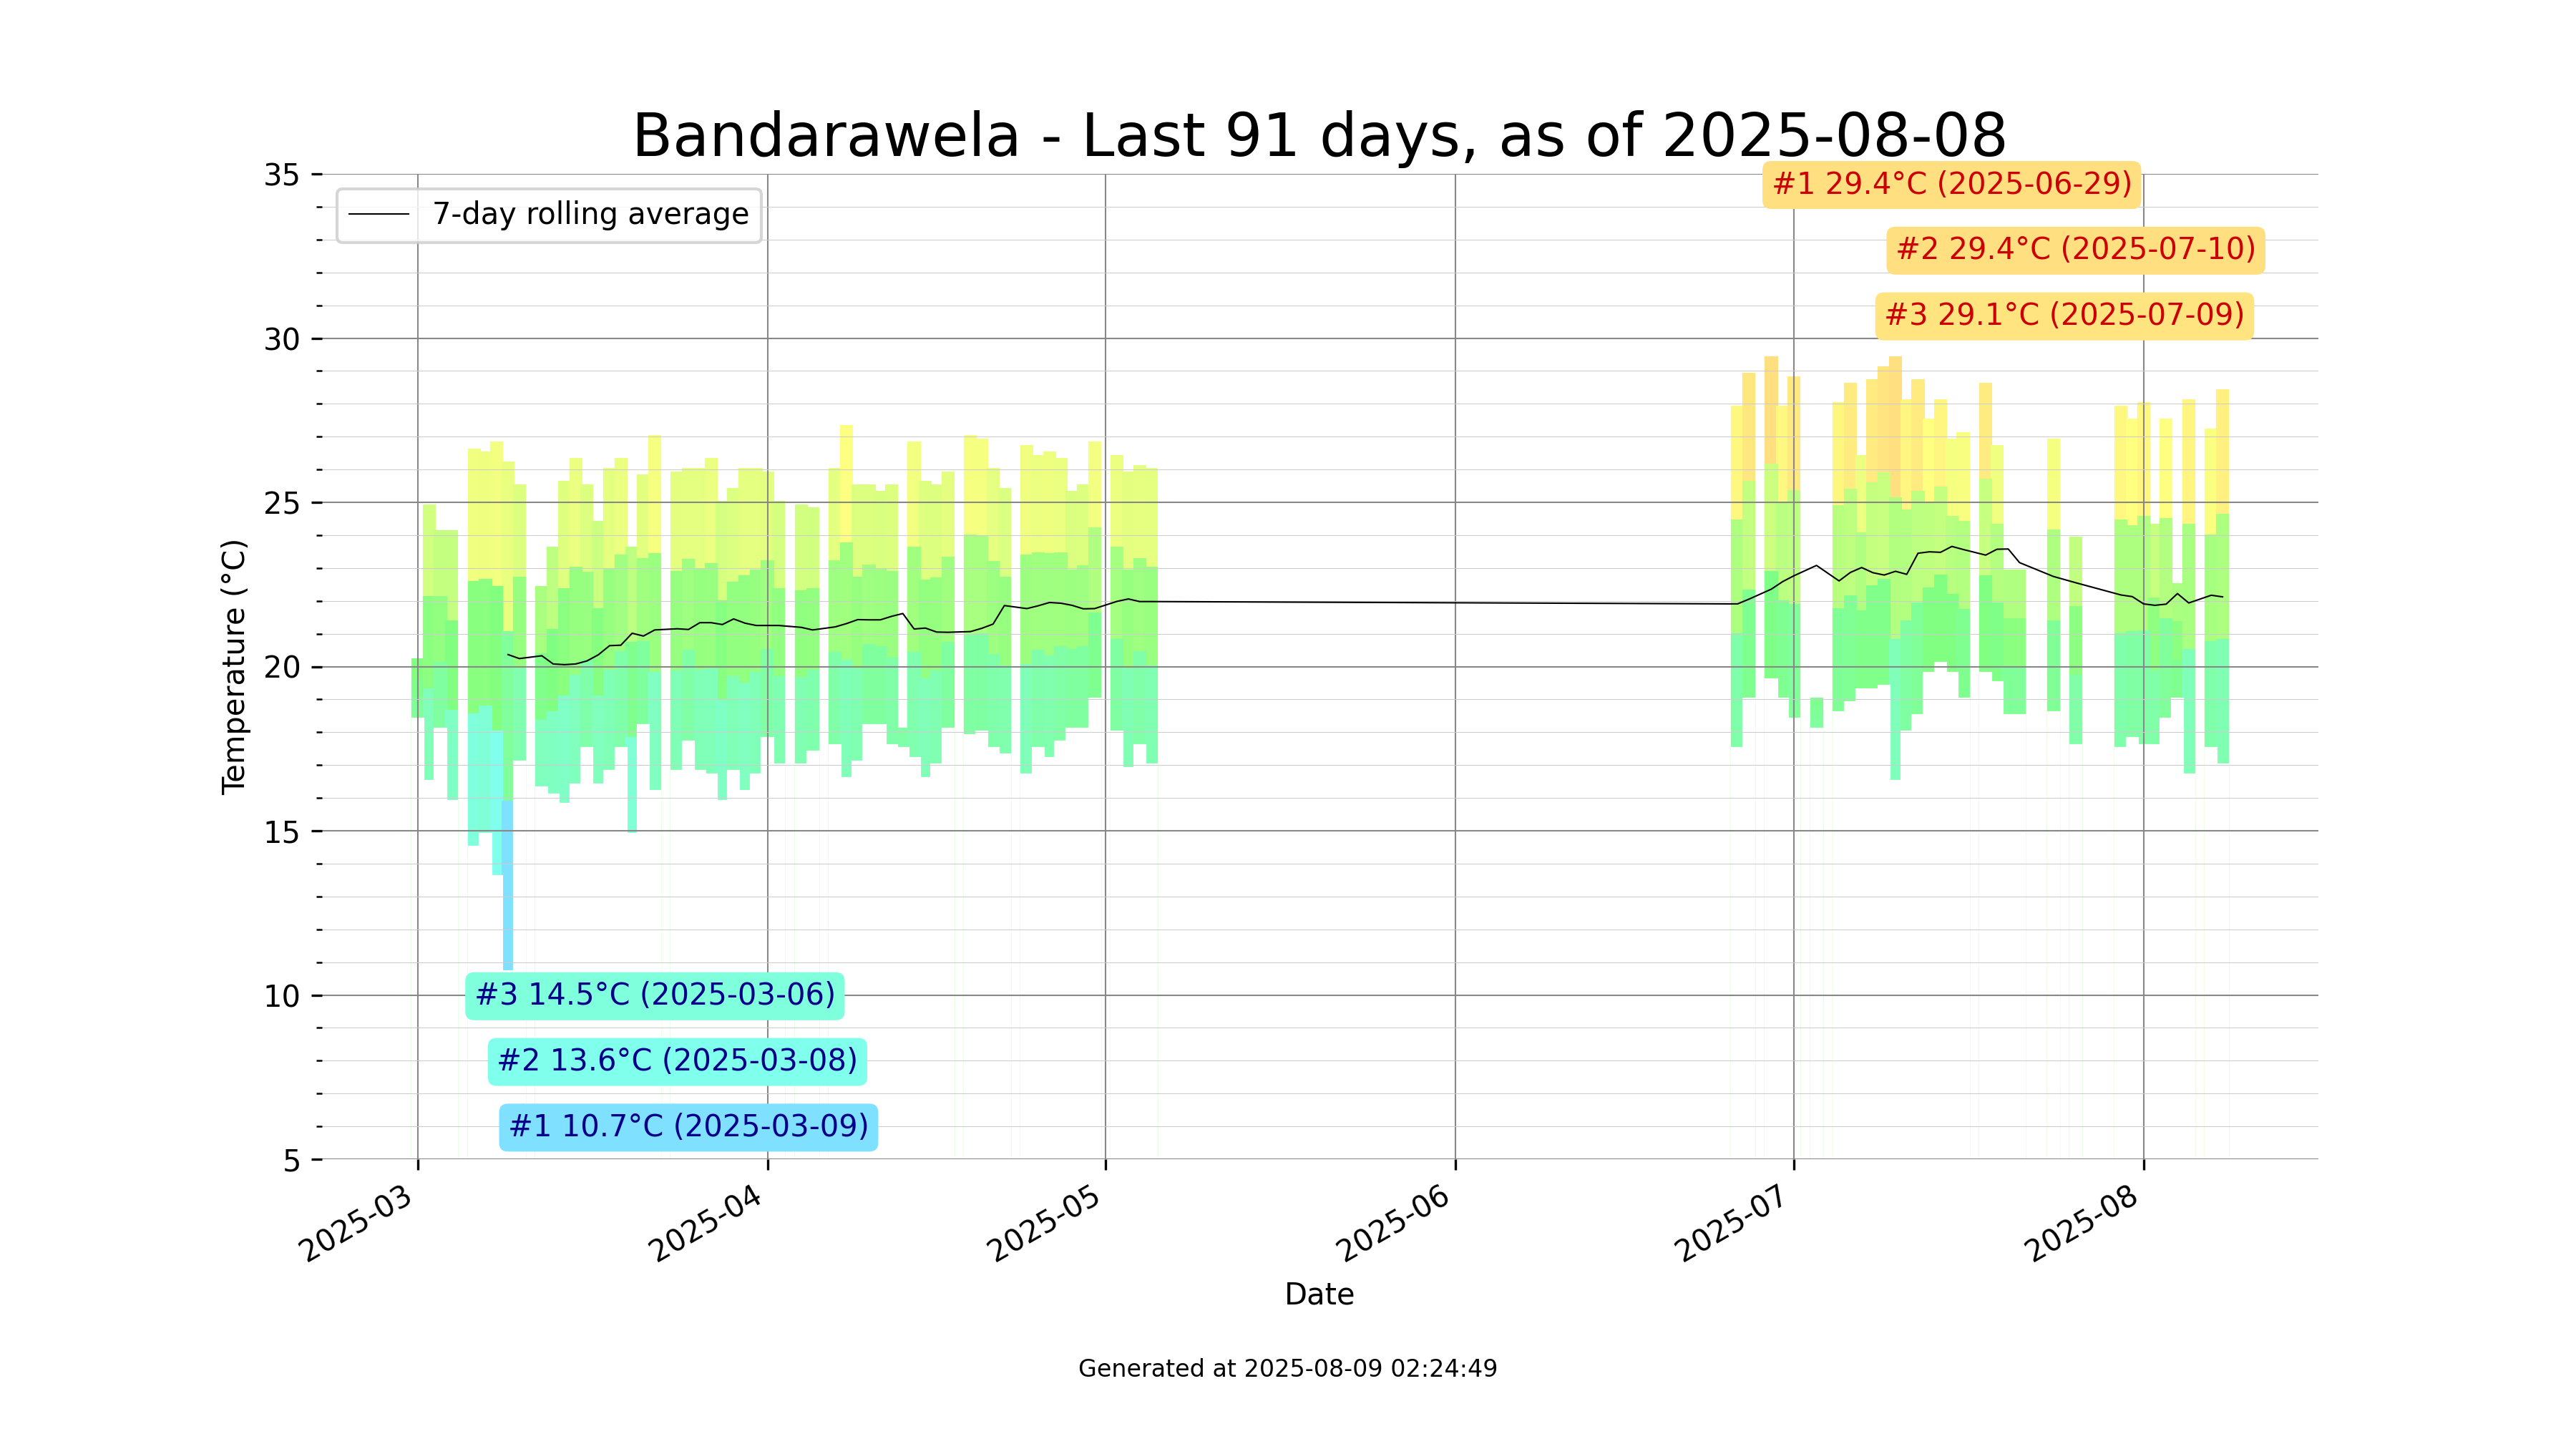 Bandarawela - Last 91 days, as of 2025-08-08
35
30
25
20
15
10
5
Temperature (°C)
7-day rolling average
#1 29.4°C (2025-06-29)
#2 29.4°C (2025-07-10)
#3 29.1°C (2025-07-09)
#3 14.5°C (2025-03-06)
#2 13.6°C (2025-03-08)
#1 10.7°C (2025-03-09)
2025-03
2025-04
2025-05
2025-06
2025-07
2025-08
Date
Generated at 2025-08-09 02:24:49